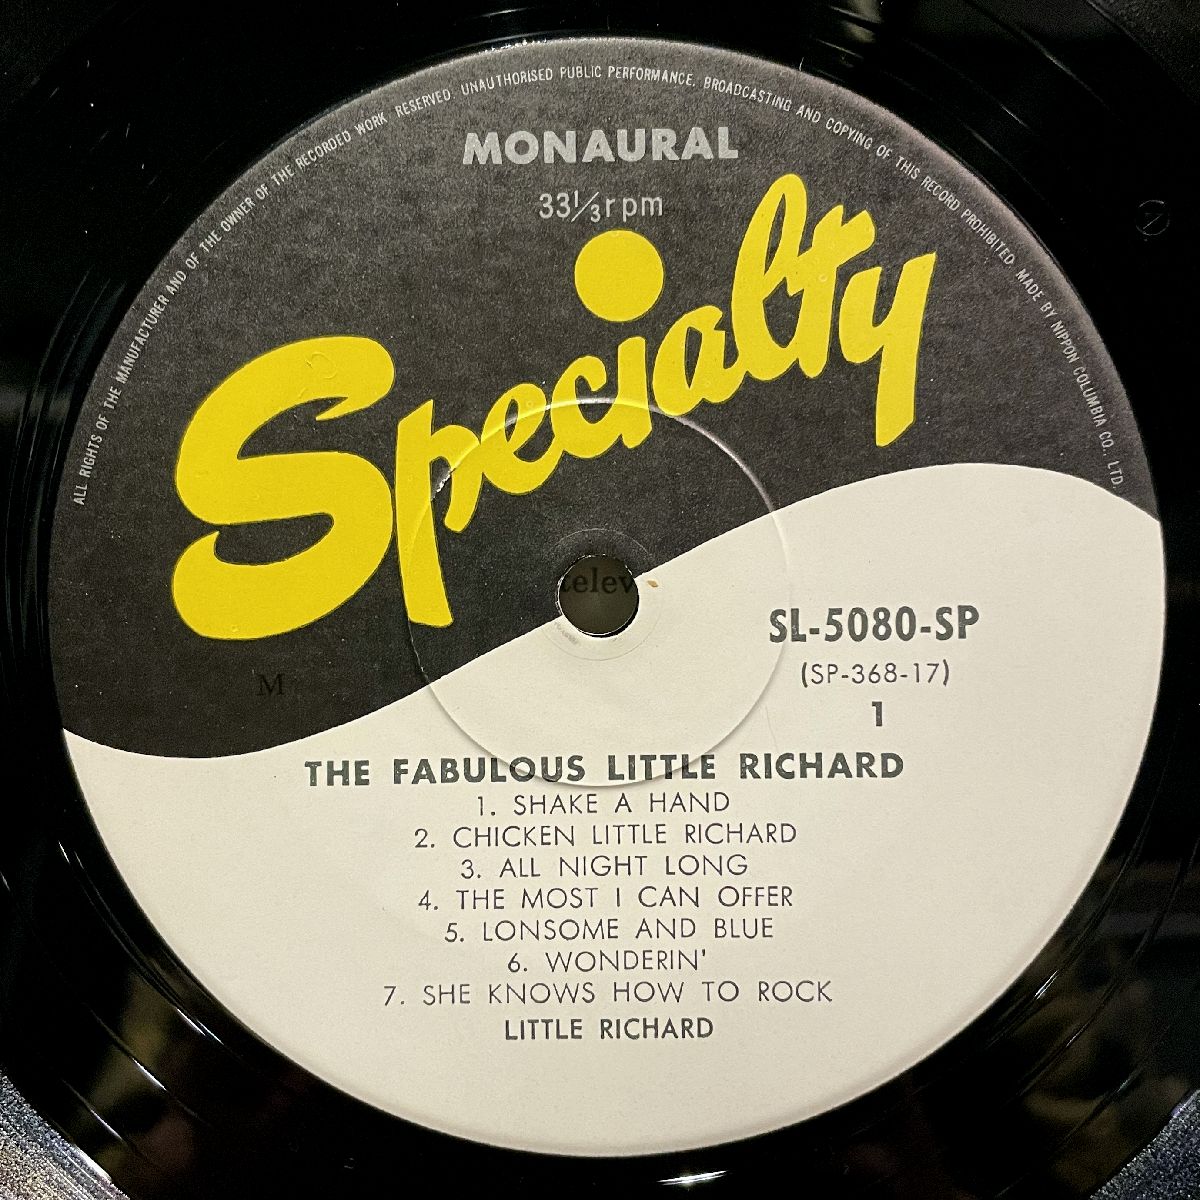 ALL RIGHTS OF THE MANUFACTURER AND OF THE OWNER OF THE RECORDED WORK RESERVED. UNAUTHORISED PUBLIC PERFORMANCE, BROADCASTING AND COPYING OF THIS RECORD PROHIBITED. MADE BY NIPPON COLUMBIA CO., LTD.
MONAURAL
33⅓rpm
Specialty
telev
SL-5080-SP
(SP-368-17)
M
1
THE FABULOUS LITTLE RICHARD
1. SHAKE A HAND
2. CHICKEN LITTLE RICHARD
3. ALL NIGHT LONG
4. THE MOST I CAN OFFER
5. LONSOME AND BLUE
6. WONDERIN'
7. SHE KNOWS HOW TO ROCK
LITTLE RICHARD